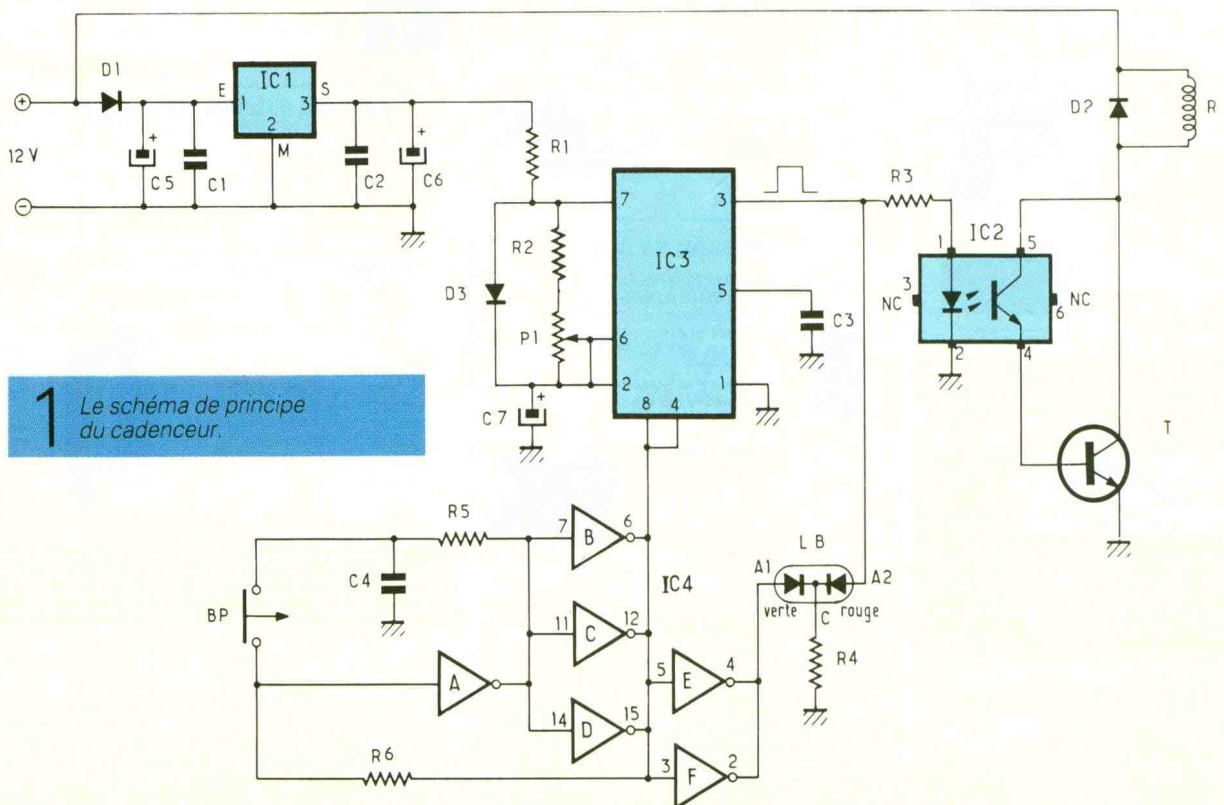 D1
E
IC1
1
3
S
2
M
+
12 V
−
+
C5
C1
C2
+
C6
R1
D2
R
7
3
R2
D3
IC3
P1
6
5
2
1
8
4
+
C7
C3
R3
IC2
1
5
3
NC
NC
6
2
4
T
1
Le schéma de principe
du cadenceur.
R5
C4
BP
7
B
6
IC4
11
C
12
A
14
D
15
R6
5
E
4
3
F
2
LB
A1
A2
verte
C
rouge
R4